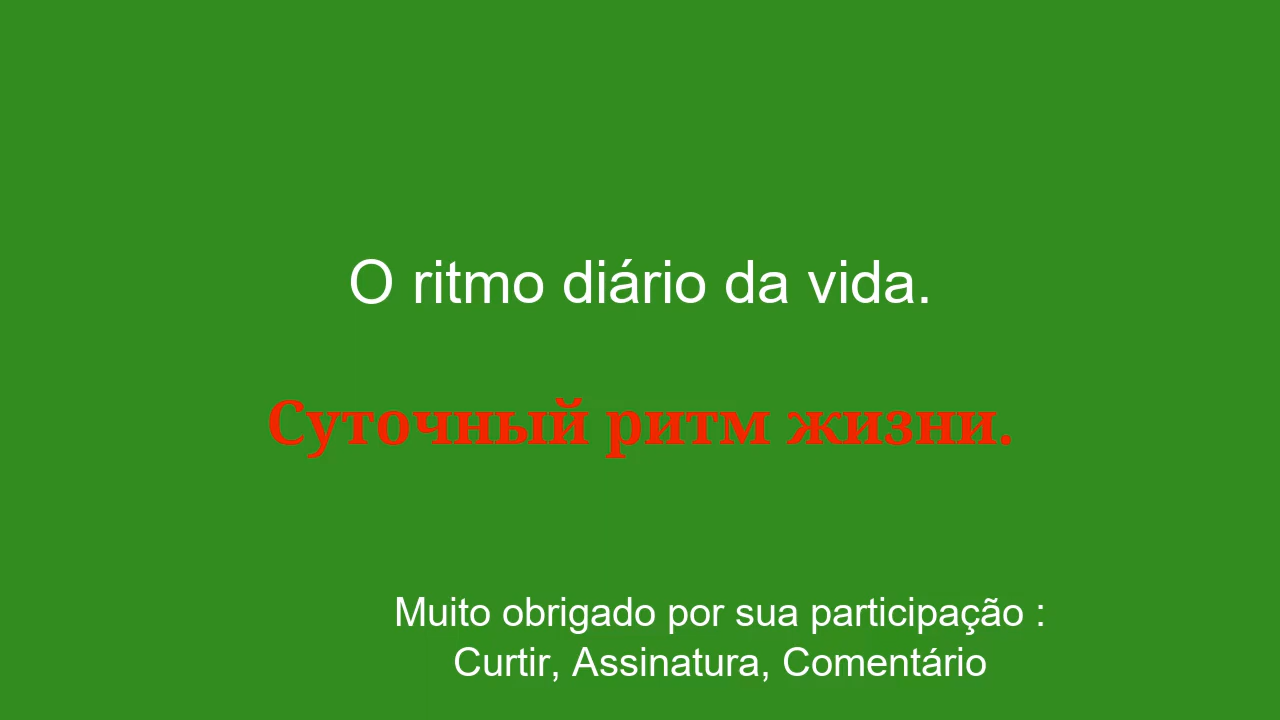 O ritmo diário da vida.
Суточный ритм жизни.
Muito obrigado por sua participação :
Curtir, Assinatura, Comentário